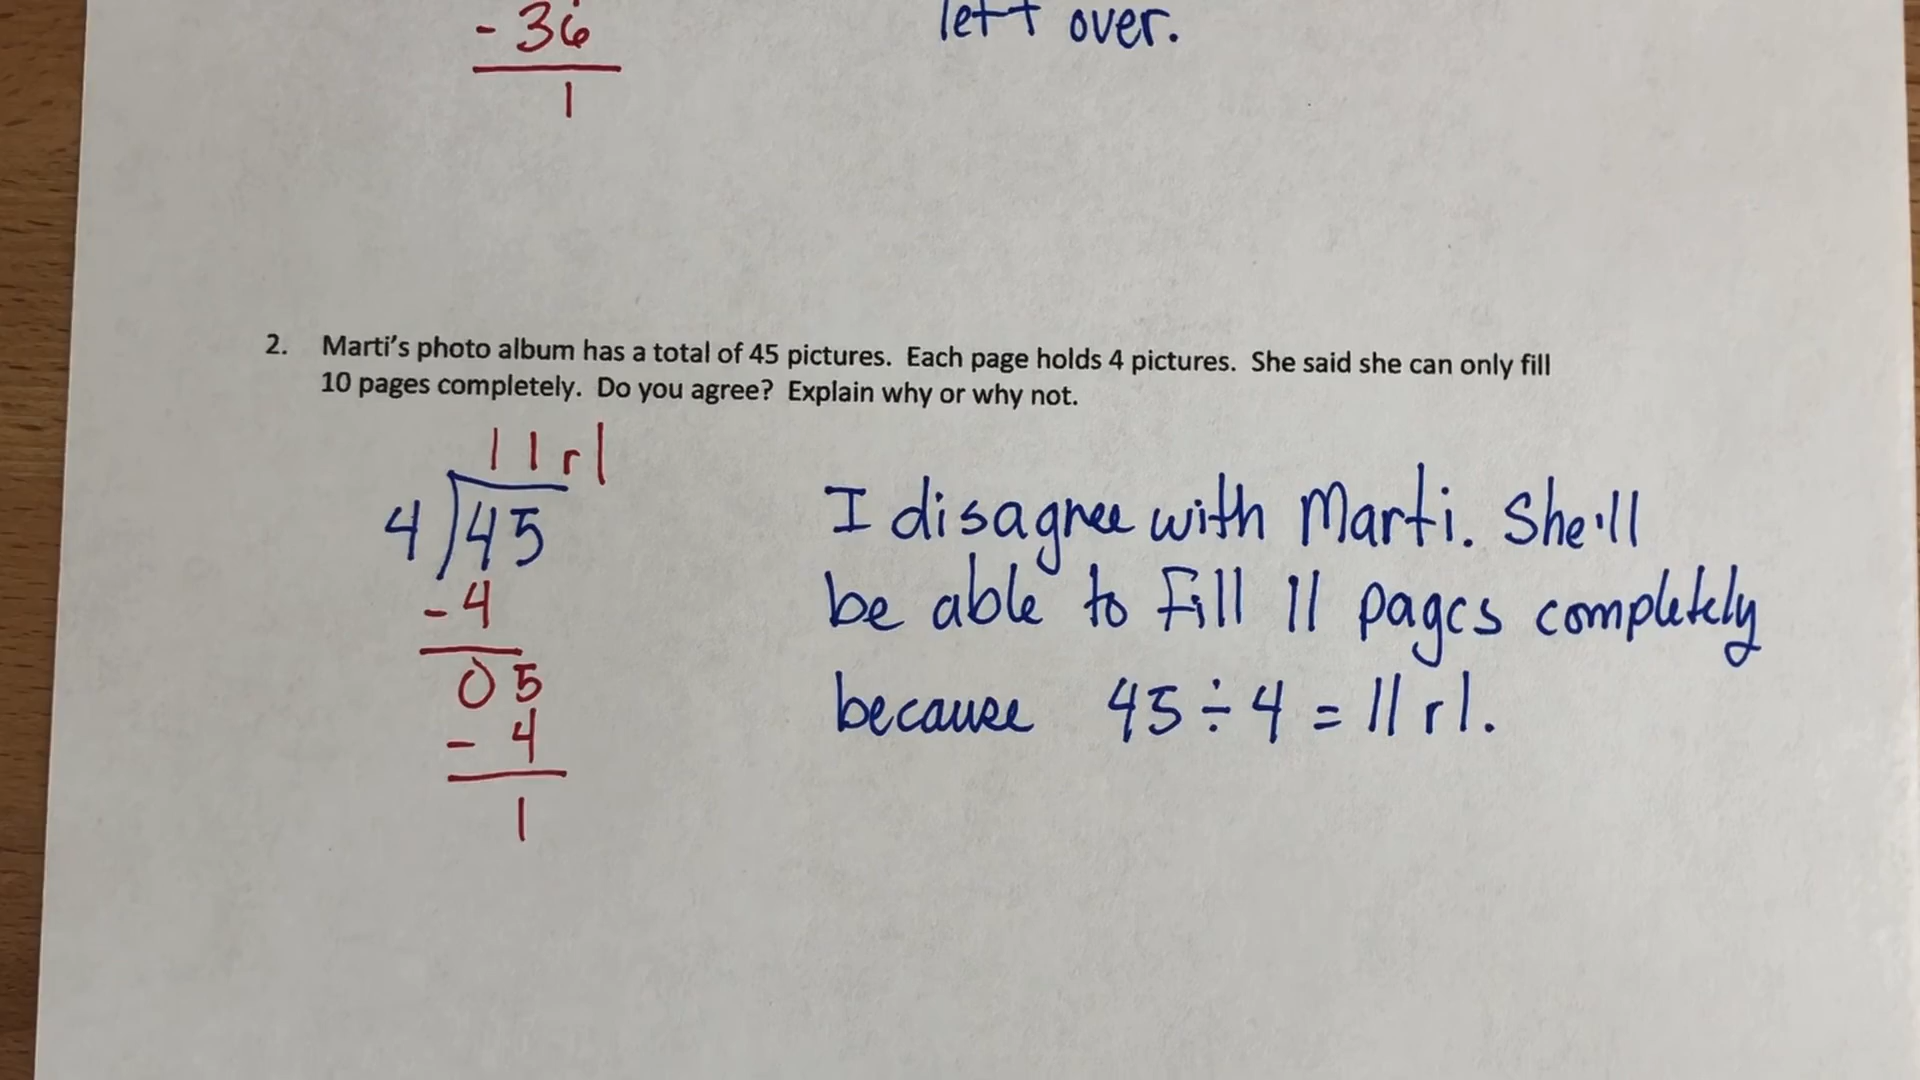 - 36
left over.
1
2. Marti's photo album has a total of 45 pictures. Each page holds 4 pictures. She said she can only fill
10 pages completely. Do you agree? Explain why or why not.
11r1
4)45
-4
05
- 4
1
I disagree with Marti. She'll
be able to fill 11 pages completely
because 45 ÷ 4 = 11 r1.